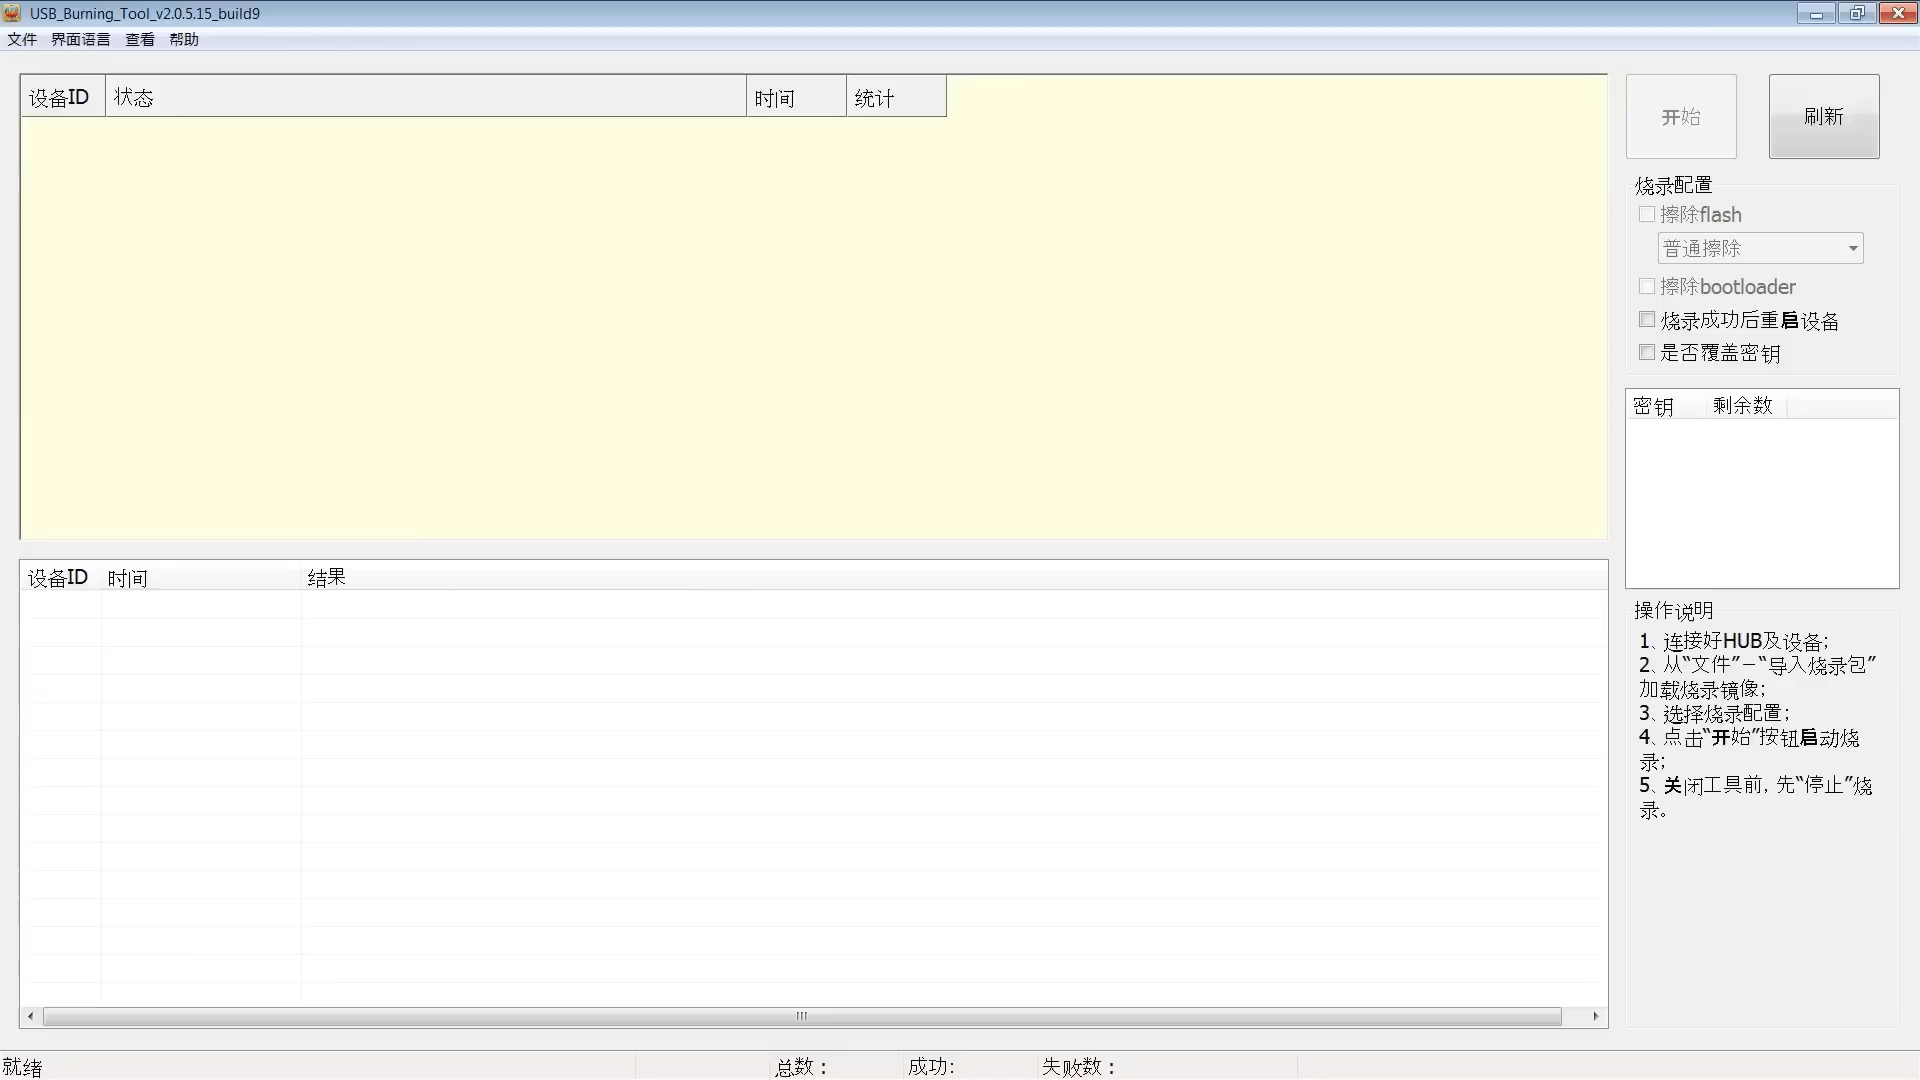 USB_Burning_Tool_v2.0.5.15_build9
文件 界面语言 查看 帮助
设备ID 状态 时间 统计
开始 刷新
烧录配置
擦除flash
普通擦除
擦除bootloader
烧录成功后重启设备
是否覆盖密钥
密钥 剩余数
设备ID 时间 结果
操作说明
1、连接好HUB及设备;
2、从“文件”—“导入烧录包”
加载烧录镜像;
3、选择烧录配置;
4、点击“开始”按钮启动烧
录;
5、关闭工具前, 先“停止”烧
录。
就绪 总数： 成功: 失败数：